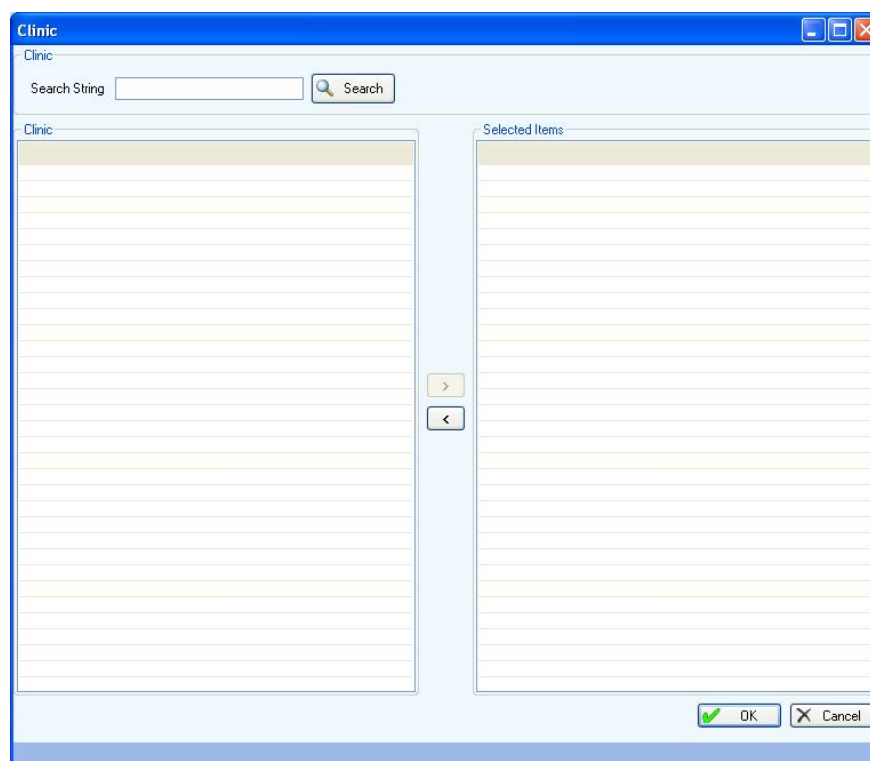 Clinic
Clinic
Search String
Search
Clinic
Selected Items
>
<
OK
Cancel